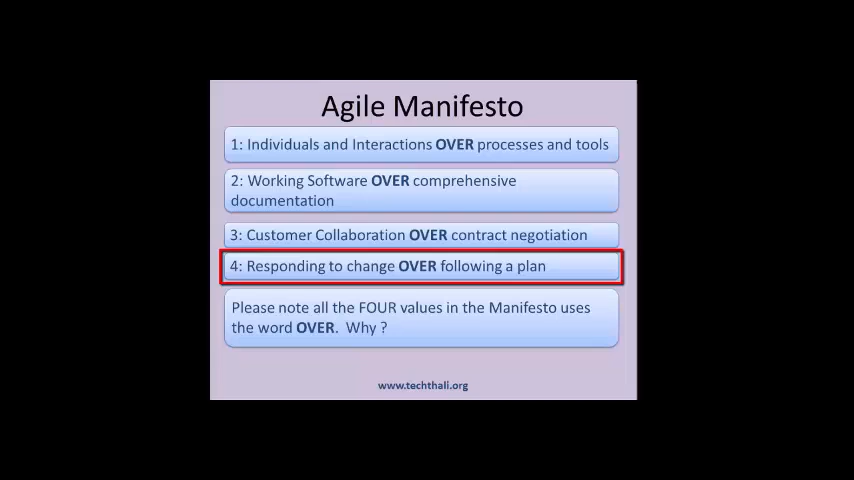 Agile Manifesto
1: Individuals and Interactions OVER processes and tools
2: Working Software OVER comprehensive
documentation
3: Customer Collaboration OVER contract negotiation
4: Responding to change OVER following a plan
Please note all the FOUR values in the Manifesto uses
the word OVER.  Why ?
www.techthali.org